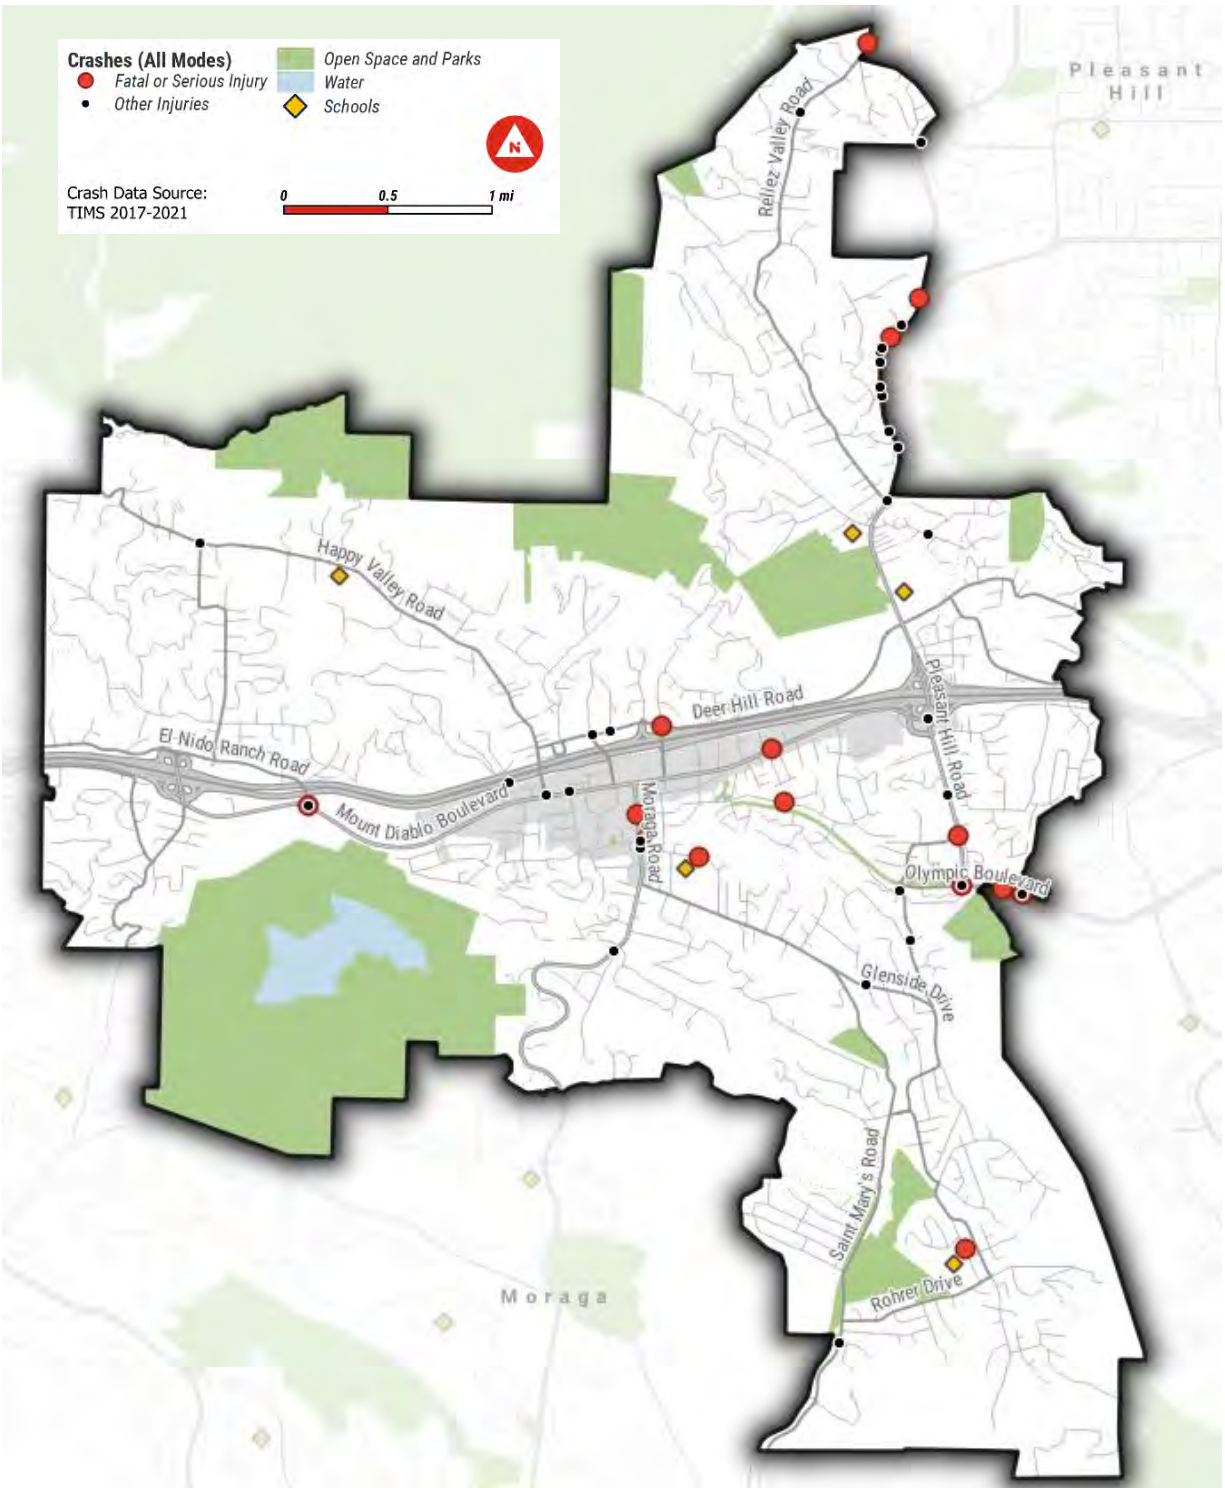 Crashes (All Modes)
Fatal or Serious Injury
Other Injuries
Open Space and Parks
Water
Schools
N
Crash Data Source:
TIMS 2017-2021
0 0.5 1 mi
Pleasant
Hill
Reliez Valley Road
Happy Valley Road
Deer Hill Road
Pleasant Hill Road
El Nido Ranch Road
Mount Diablo Boulevard
Moraga Road
Olympic Boulevard
Glenside Drive
Saint Mary's Road
Rohrer Drive
Moraga